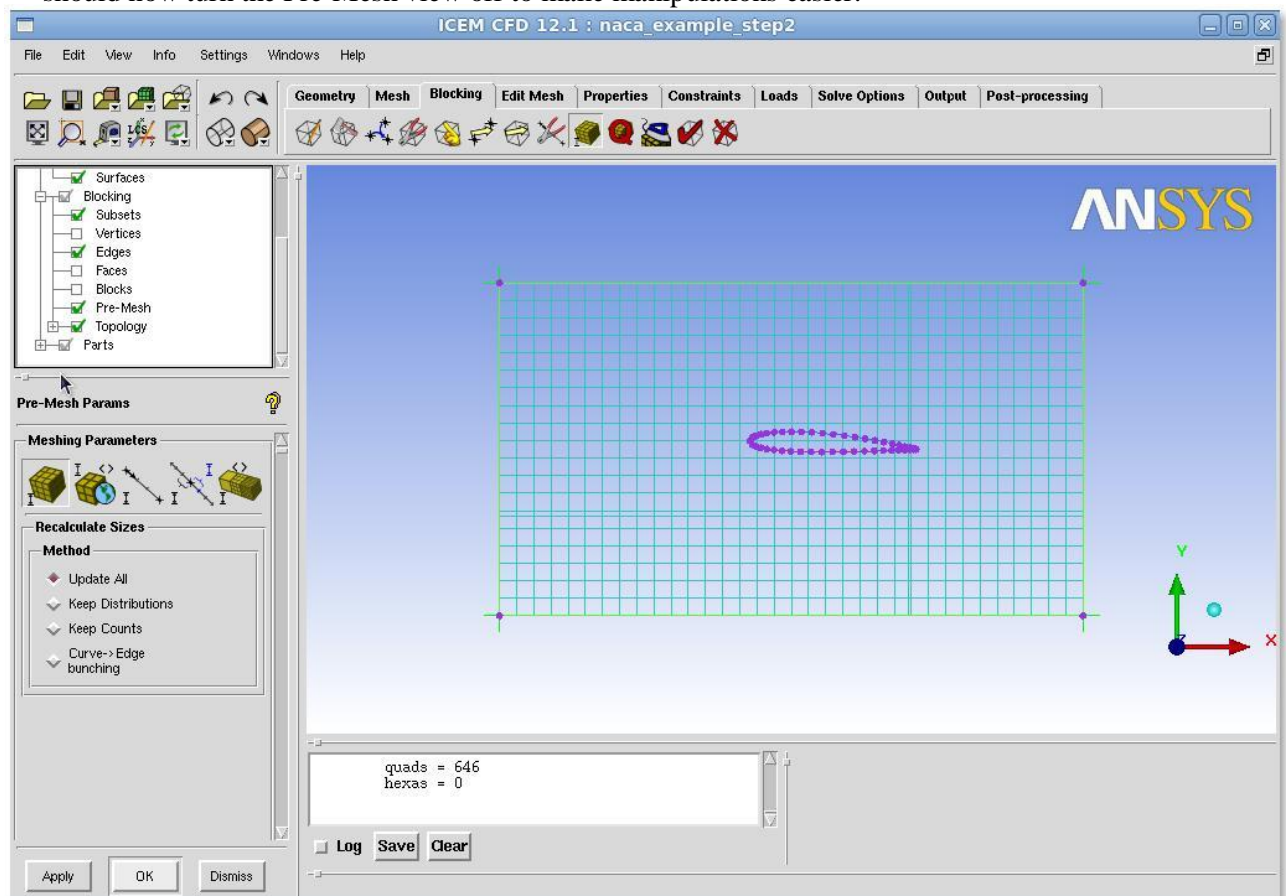 should now turn the Pre-Mesh view off to make manipulations easier.
ICEM CFD 12.1 : naca_example_step2
File Edit View Info Settings Windows Help
Geometry Mesh Blocking Edit Mesh Properties Constraints Loads Solve Options Output Post-processing
Surfaces
Blocking
Subsets
Vertices
Edges
Faces
Blocks
Pre-Mesh
Topology
Parts
Pre-Mesh Params
Meshing Parameters
Recalculate Sizes
Method
Update All
Keep Distributions
Keep Counts
Curve->Edge
bunching
Apply OK Dismiss
ANSYS
Y
Z
X
quads = 646
hexas = 0
Log Save Clear